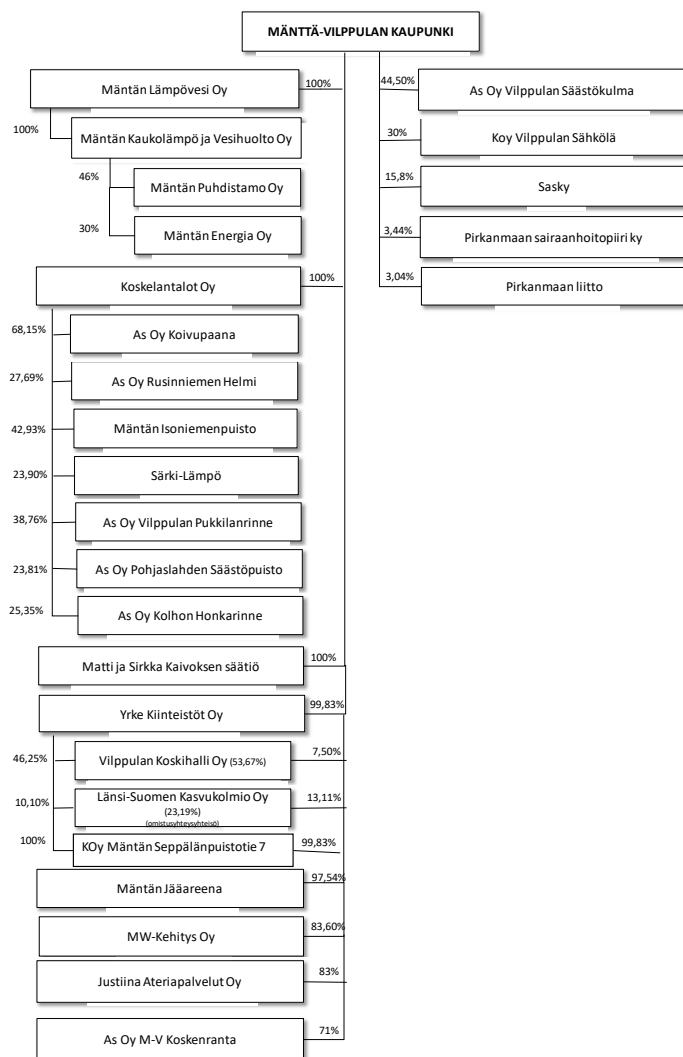 MÄNTTÄ-VILPPULAN KAUPUNKI
Mäntän Lämpövesi Oy
100%
100%
Mäntän Kaukolämpö ja Vesihuolto Oy
46%
Mäntän Puhdistamo Oy
30%
Mäntän Energia Oy
Koskelantalot Oy
100%
68,15%
As Oy Koivupaana
27,69%
As Oy Rusinniemen Helmi
42,93%
Mäntän Isoniemenpuisto
23,90%
Särki-Lämpö
38,76%
As Oy Vilppulan Pukkilanrinne
23,81%
As Oy Pohjaslahden Säästöpuisto
25,35%
As Oy Kolhon Honkarinne
Matti ja Sirkka Kaivoksen säätiö
100%
Yrke Kiinteistöt Oy
99,83%
46,25%
Vilppulan Koskihalli Oy (53,67%)
7,50%
10,10%
Länsi-Suomen Kasvukolmio Oy
(23,19%)
(omistusyhteysyhteisö)
13,11%
100%
KOy Mäntän Seppälänpuistotie 7
99,83%
Mäntän Jääareena
97,54%
MW-Kehitys Oy
83,60%
Justiina Ateriapalvelut Oy
83%
As Oy M-V Koskenranta
71%
44,50%
As Oy Vilppulan Säästökulma
30%
Koy Vilppulan Sähkölä
15,8%
Sasky
3,44%
Pirkanmaan sairaanhoitopiiri ky
3,04%
Pirkanmaan liitto